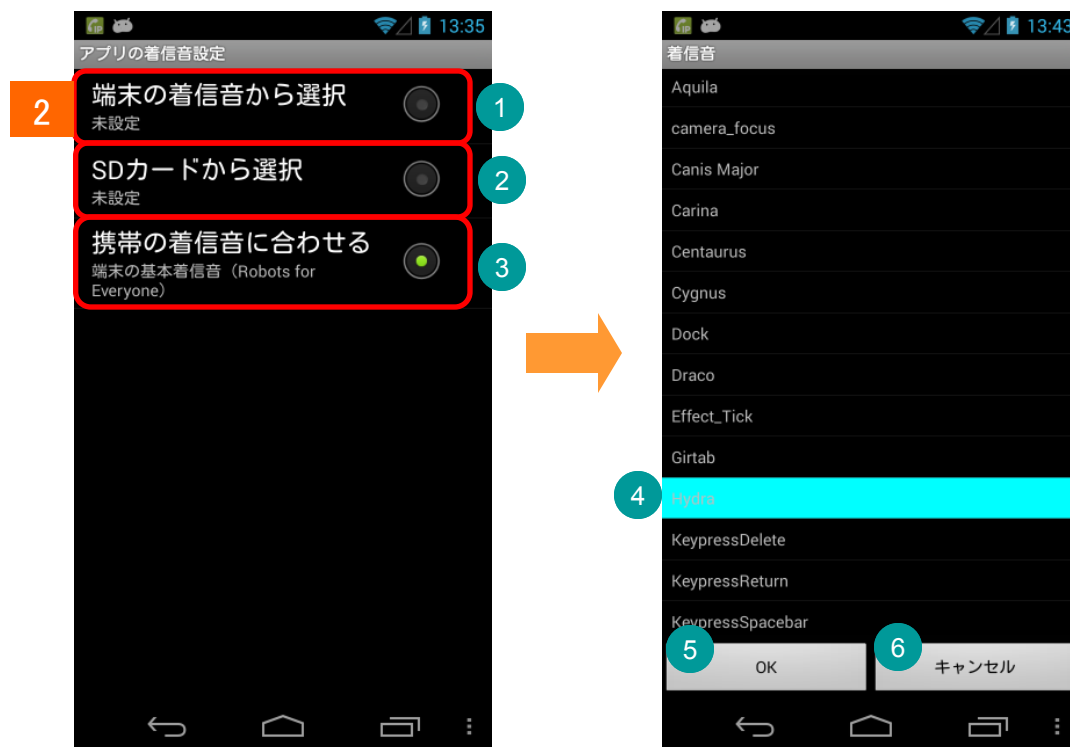 13:35
アプリの着信音設定
2
端末の着信音から選択
未設定
1
SDカードから選択
未設定
2
携帯の着信音に合わせる
端末の基本着信音（Robots for
Everyone）
3
13:43
着信音
Aquila
camera_focus
Canis Major
Carina
Centaurus
Cygnus
Dock
Draco
Effect_Tick
Girtab
4
Hydra
KeypressDelete
KeypressReturn
KeypressSpacebar
5
OK
6
キャンセル